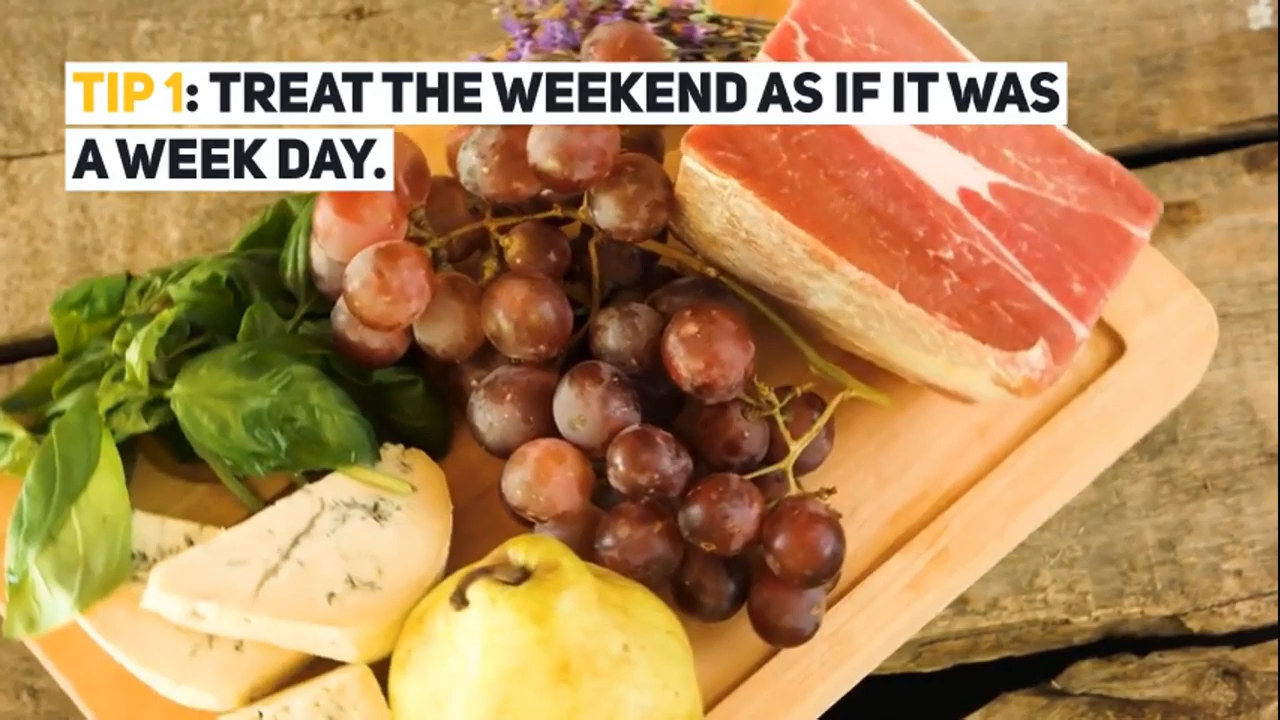 TIP 1: TREAT THE WEEKEND AS IF IT WAS
A WEEK DAY.